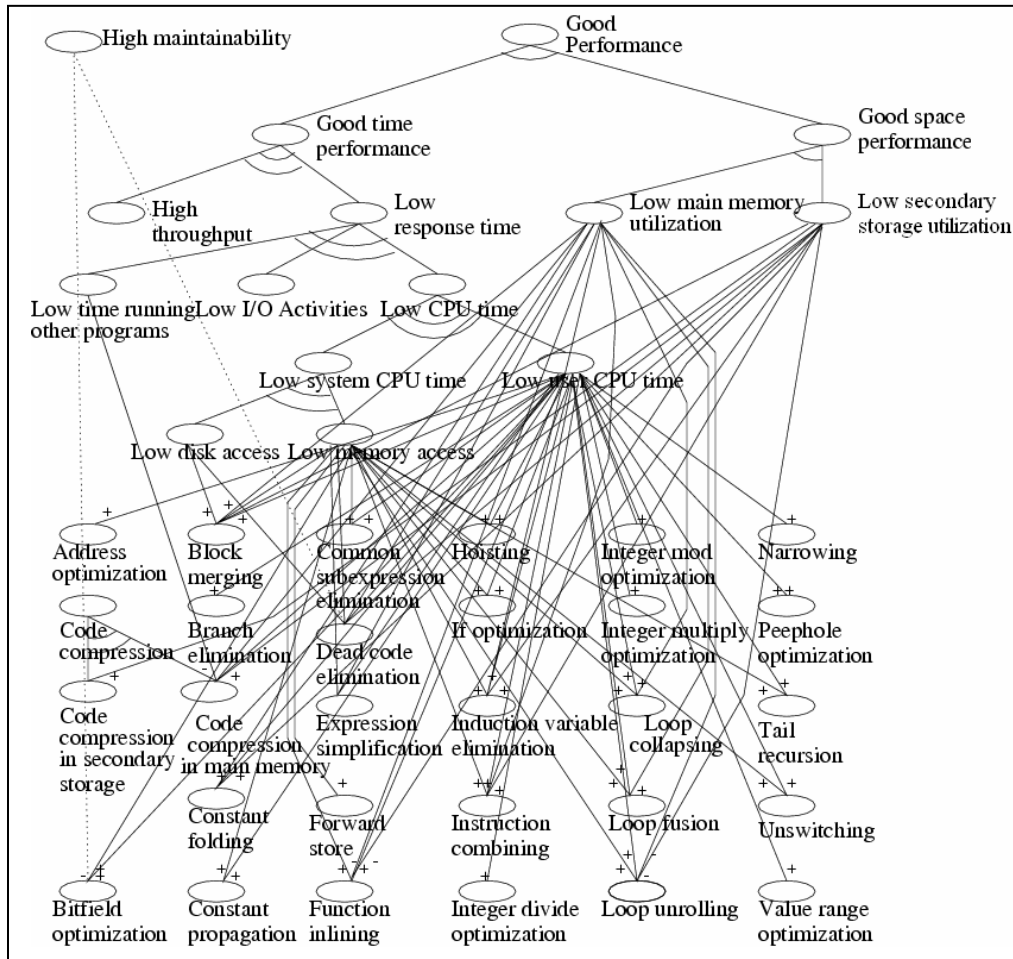 High maintainability
Good
Performance
Good time
performance
Good space
performance
High
throughput
Low
response time
Low main memory
utilization
Low secondary
storage utilization
Low time running
other programs
Low I/O Activities
Low CPU time
Low system CPU time
Low user CPU time
Low disk access
Low memory access
Address
optimization
Block
merging
Common
subexpression
elimination
Hoisting
Integer mod
optimization
Narrowing
Code
compression
Branch
elimination
Dead code
elimination
If optimization
Integer multiply
optimization
Peephole
optimization
Code
compression
in secondary
storage
Code
compression
in main memory
Expression
simplification
Induction variable
elimination
Loop
collapsing
Tail
recursion
Constant
folding
Forward
store
Instruction
combining
Loop fusion
Unswitching
Bitfield
optimization
Constant
propagation
Function
inlining
Integer divide
optimization
Loop unrolling
Value range
optimization